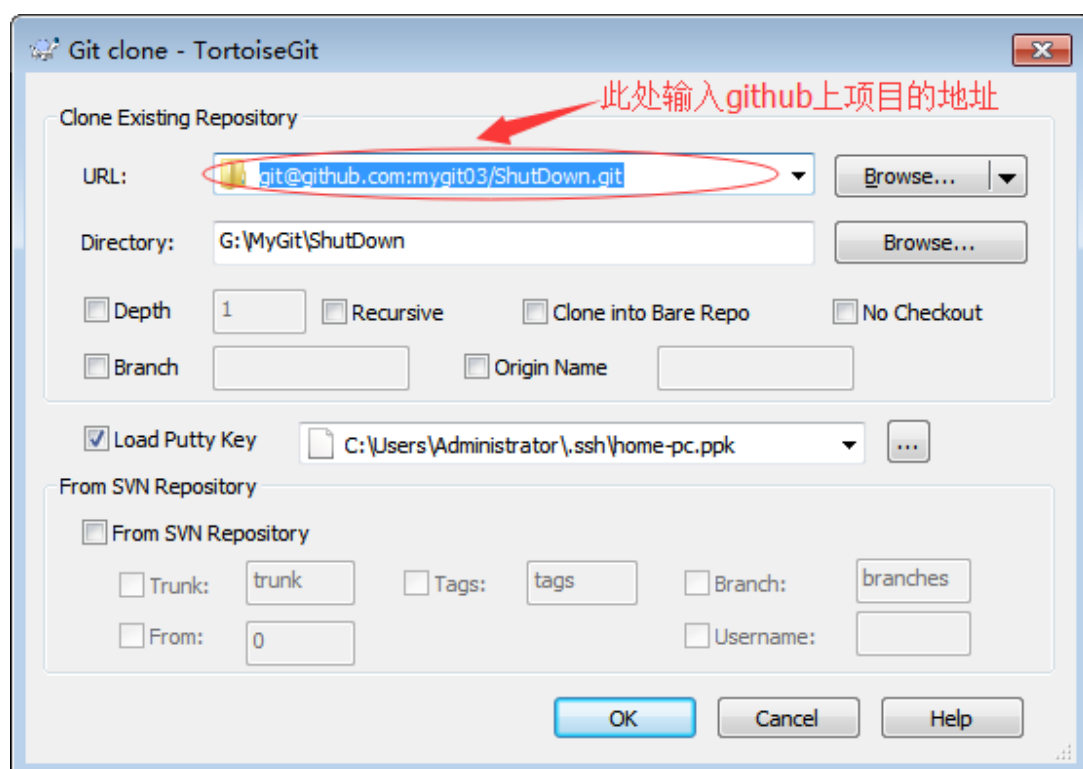 Git clone - TortoiseGit
此处输入github上项目的地址
Clone Existing Repository
URL: git@github.com:mygit03/ShutDown.git Browse...
Directory: G:\MyGit\ShutDown Browse...
Depth 1 Recursive Clone into Bare Repo No Checkout
Branch Origin Name
Load Putty Key C:\Users\Administrator\.ssh\home-pc.ppk ...
From SVN Repository
From SVN Repository
Trunk: trunk Tags: tags Branch: branches
From: 0 Username:
OK Cancel Help